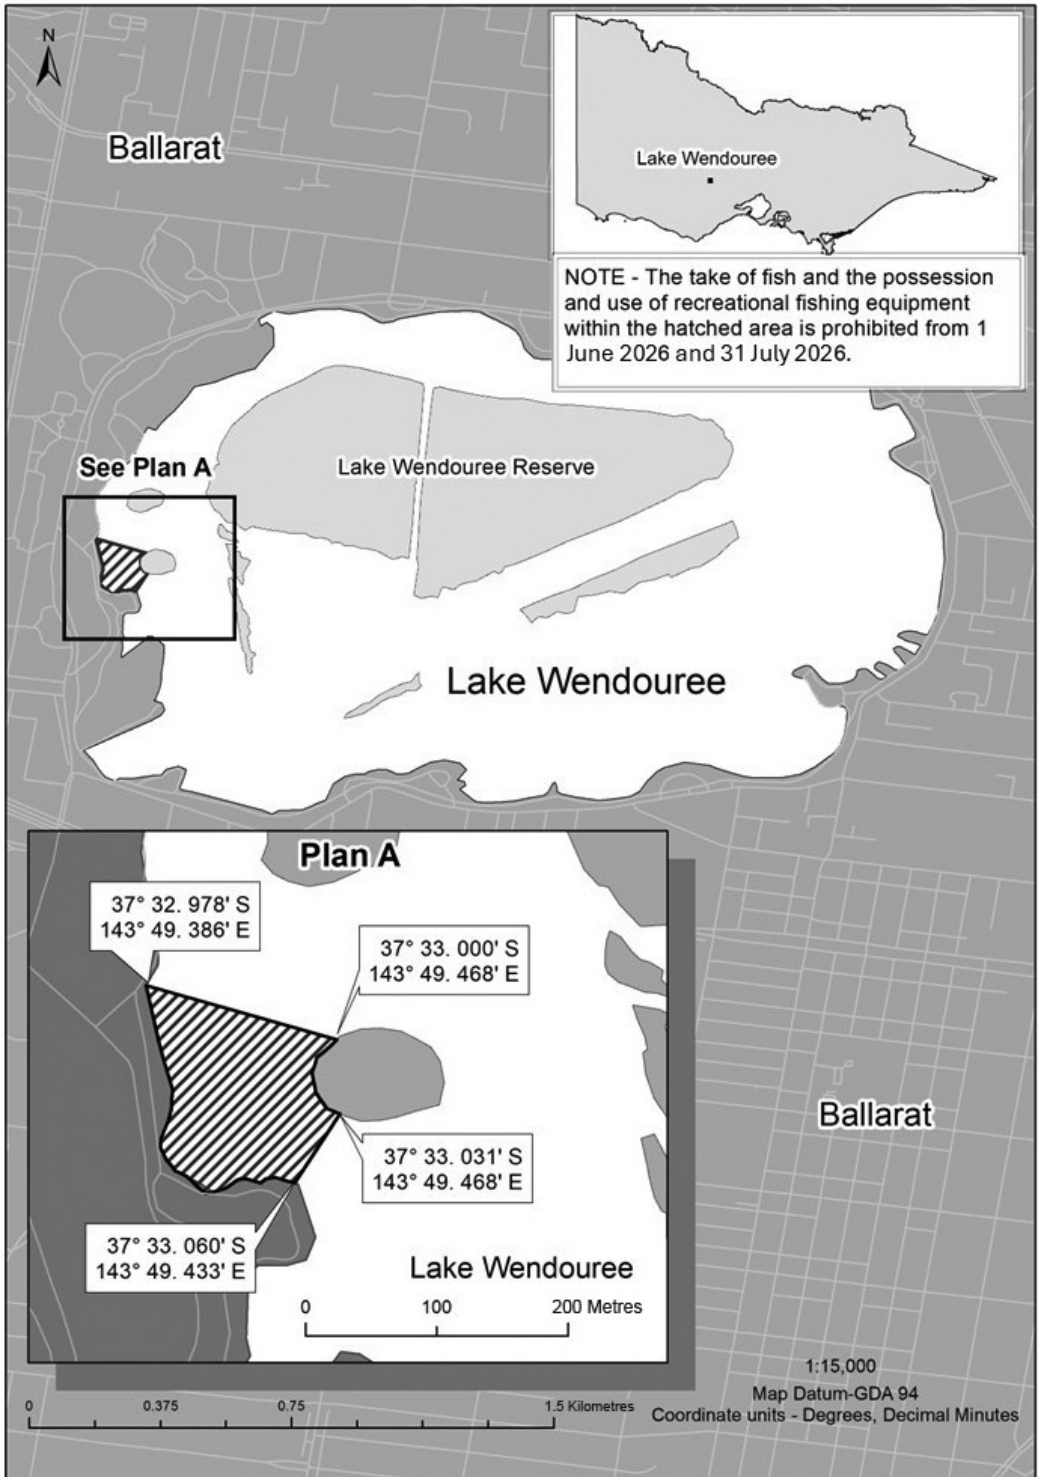 N
Ballarat
Lake Wendouree
NOTE - The take of fish and the possession
and use of recreational fishing equipment
within the hatched area is prohibited from 1
June 2026 and 31 July 2026.
See Plan A
Lake Wendouree Reserve
Lake Wendouree
Plan A
37° 32. 978' S
143° 49. 386' E
37° 33. 000' S
143° 49. 468' E
37° 33. 031' S
143° 49. 468' E
37° 33. 060' S
143° 49. 433' E
Lake Wendouree
0 100 200 Metres
Ballarat
1:15,000
Map Datum-GDA 94
Coordinate units - Degrees, Decimal Minutes
0 0.375 0.75 1.5 Kilometres